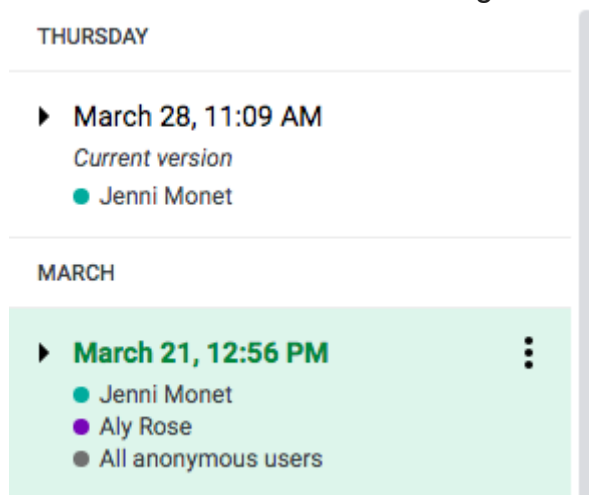 THURSDAY
March 28, 11:09 AM
Current version
Jenni Monet
MARCH
March 21, 12:56 PM
Jenni Monet
Aly Rose
All anonymous users